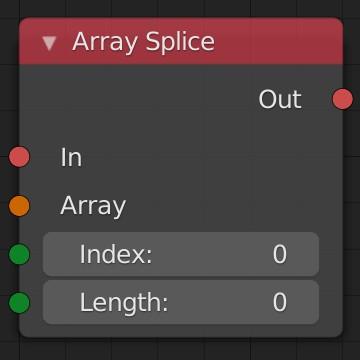 Array Splice
Out
In
Array
Index: 0
Length: 0